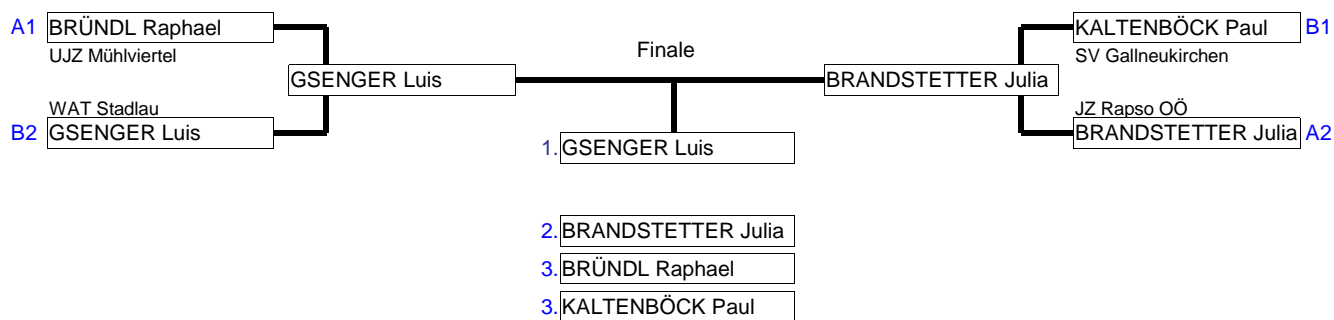 A1 BRÜNDL Raphael
UJZ Mühlviertel
KALTENBÖCK Paul B1
SV Gallneukirchen
Finale
GSENGER Luis
BRANDSTETTER Julia
WAT Stadlau
B2 GSENGER Luis
JZ Rapso OÖ
BRANDSTETTER Julia A2
1. GSENGER Luis
2. BRANDSTETTER Julia
3. BRÜNDL Raphael
3. KALTENBÖCK Paul